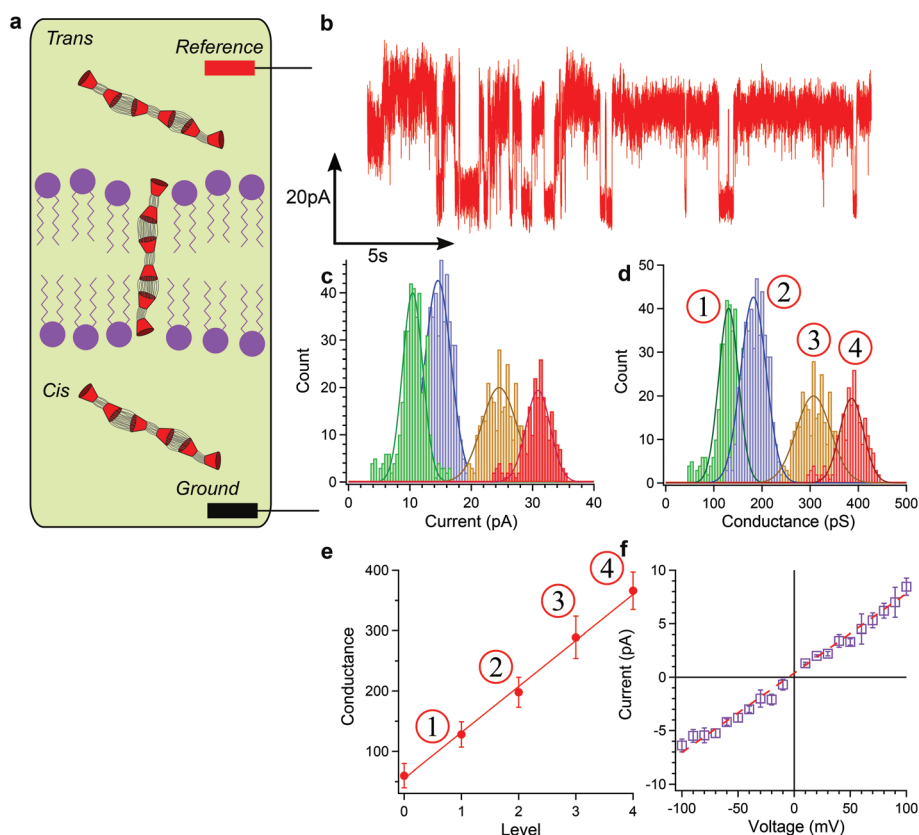 a
Trans
Reference
Cis
Ground
b
20pA
5s
c
Count
40
30
20
10
0
0 10 20 30 40
Current (pA)
d
Count
50
40
30
20
10
0
1
2
3
4
0 100 200 300 400 500
Conductance (pS)
e
Conductance
400
300
200
100
1
2
3
4
0 1 2 3 4
Level
f
Current (pA)
10
5
0
-5
-10
-100 -50 0 50 100
Voltage (mV)